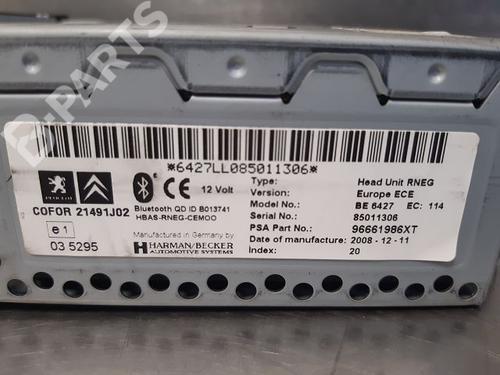 B-PARTS
*6427LL085011306*
COFOR 21491J02
CE
12 Volt
Bluetooth QD ID B013741
HBAS-RNEG-CEMOO
e1
03 5295
Manufactured in Germany by
HARMAN/BECKER
AUTOMOTIVE SYSTEMS
Type: Head Unit RNEG
Version: Europe ECE
Model No.: BE 6427 EC: 114
Serial No.: 85011306
PSA Part No.: 96661986XT
Date of manufacture: 2008 - 12 - 11
Index: 20